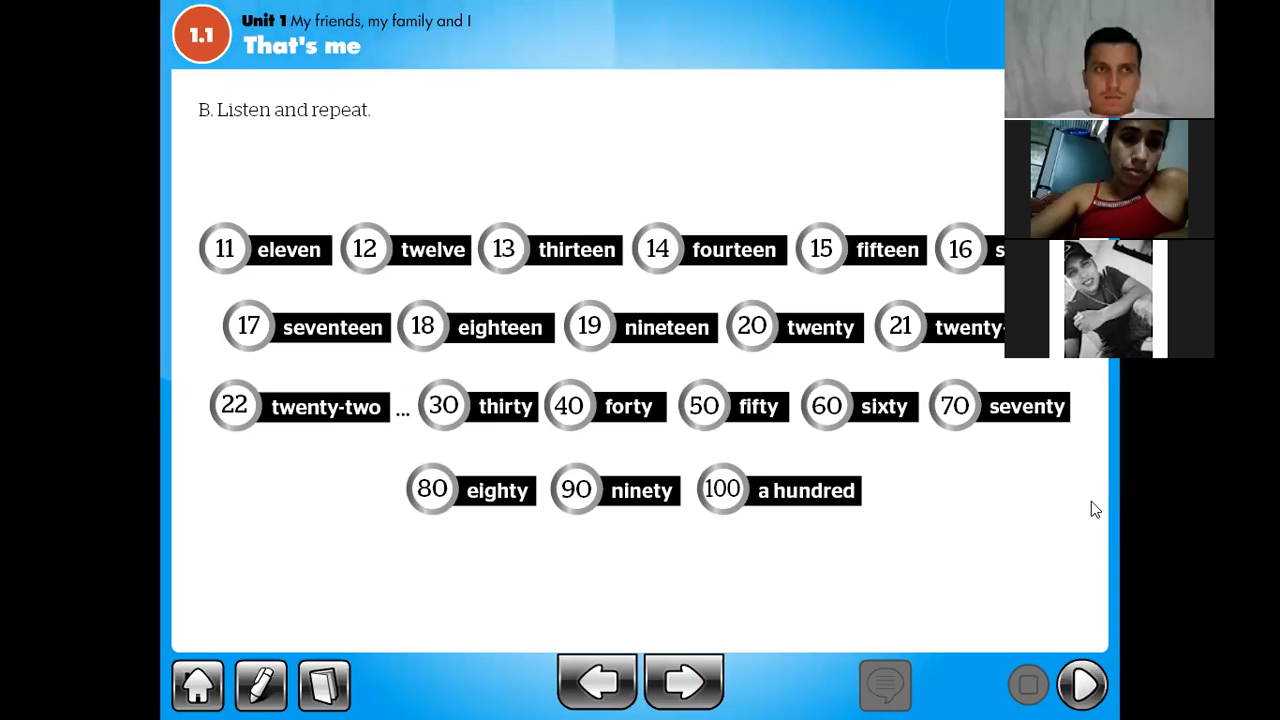 1.1 Unit 1 My friends, my family and I
That's me
B. Listen and repeat.
11 eleven 12 twelve 13 thirteen 14 fourteen 15 fifteen 16
17 seventeen 18 eighteen 19 nineteen 20 twenty 21 twenty-
22 twenty-two ... 30 thirty 40 forty 50 fifty 60 sixty 70 seventy
80 eighty 90 ninety 100 a hundred